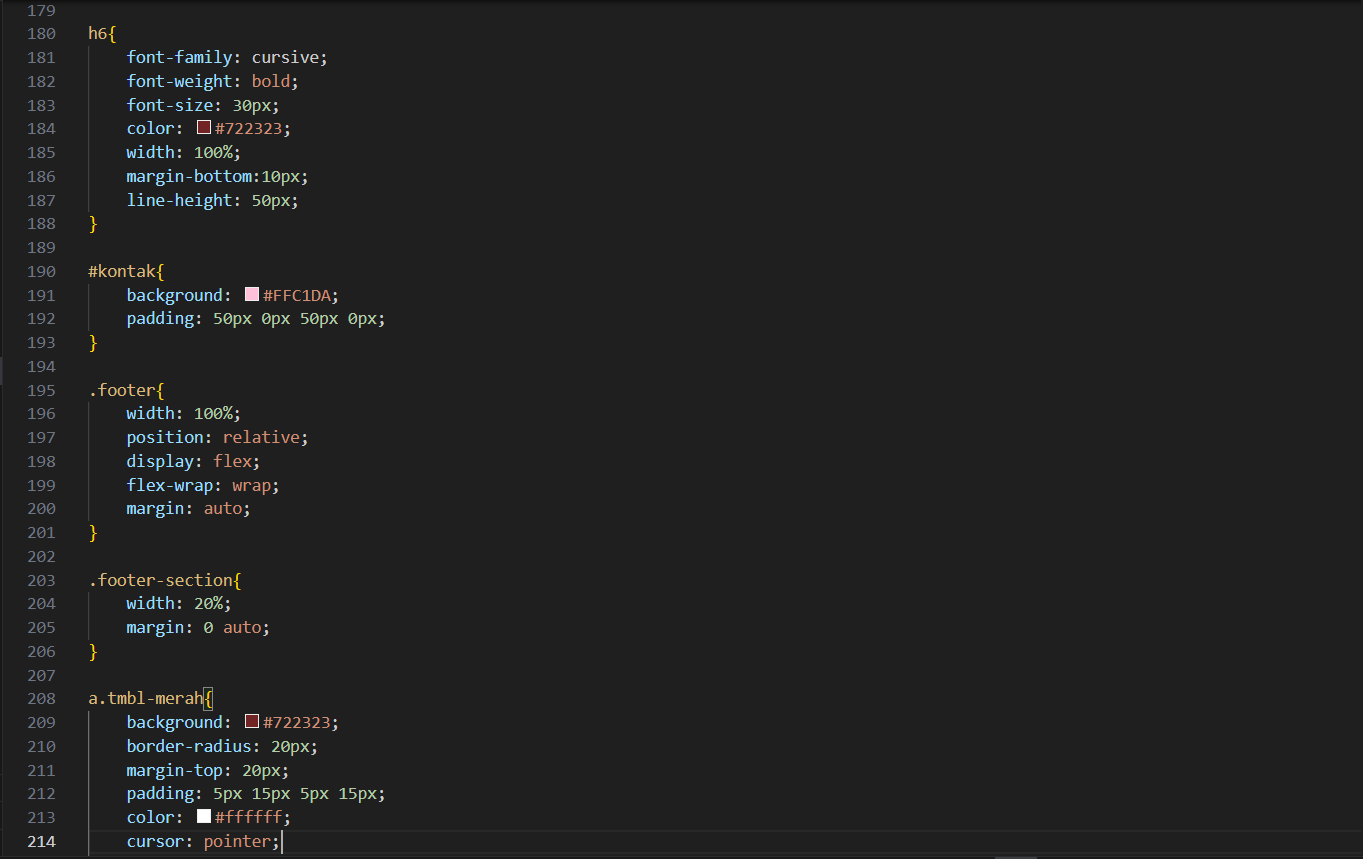 179
180 h6{
181 font-family: cursive;
182 font-weight: bold;
183 font-size: 30px;
184 color: #722323;
185 width: 100%;
186 margin-bottom:10px;
187 line-height: 50px;
188 }
189
190 #kontak{
191 background: #FFC1DA;
192 padding: 50px 0px 50px 0px;
193 }
194
195 .footer{
196 width: 100%;
197 position: relative;
198 display: flex;
199 flex-wrap: wrap;
200 margin: auto;
201 }
202
203 .footer-section{
204 width: 20%;
205 margin: 0 auto;
206 }
207
208 a.tmbl-merah{
209 background: #722323;
210 border-radius: 20px;
211 margin-top: 20px;
212 padding: 5px 15px 5px 15px;
213 color: #ffffff;
214 cursor: pointer;